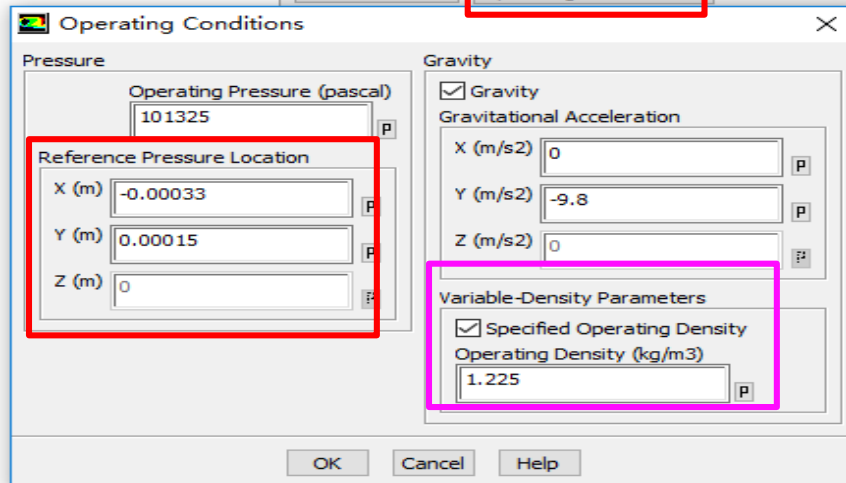 Operating Conditions
Pressure
Operating Pressure (pascal)
101325
P
Reference Pressure Location
X (m)
-0.00033
P
Y (m)
0.00015
P
Z (m)
0
P
Gravity
Gravity
Gravitational Acceleration
X (m/s2)
0
P
Y (m/s2)
-9.8
P
Z (m/s2)
0
P
Variable-Density Parameters
Specified Operating Density
Operating Density (kg/m3)
1.225
P
OK
Cancel
Help